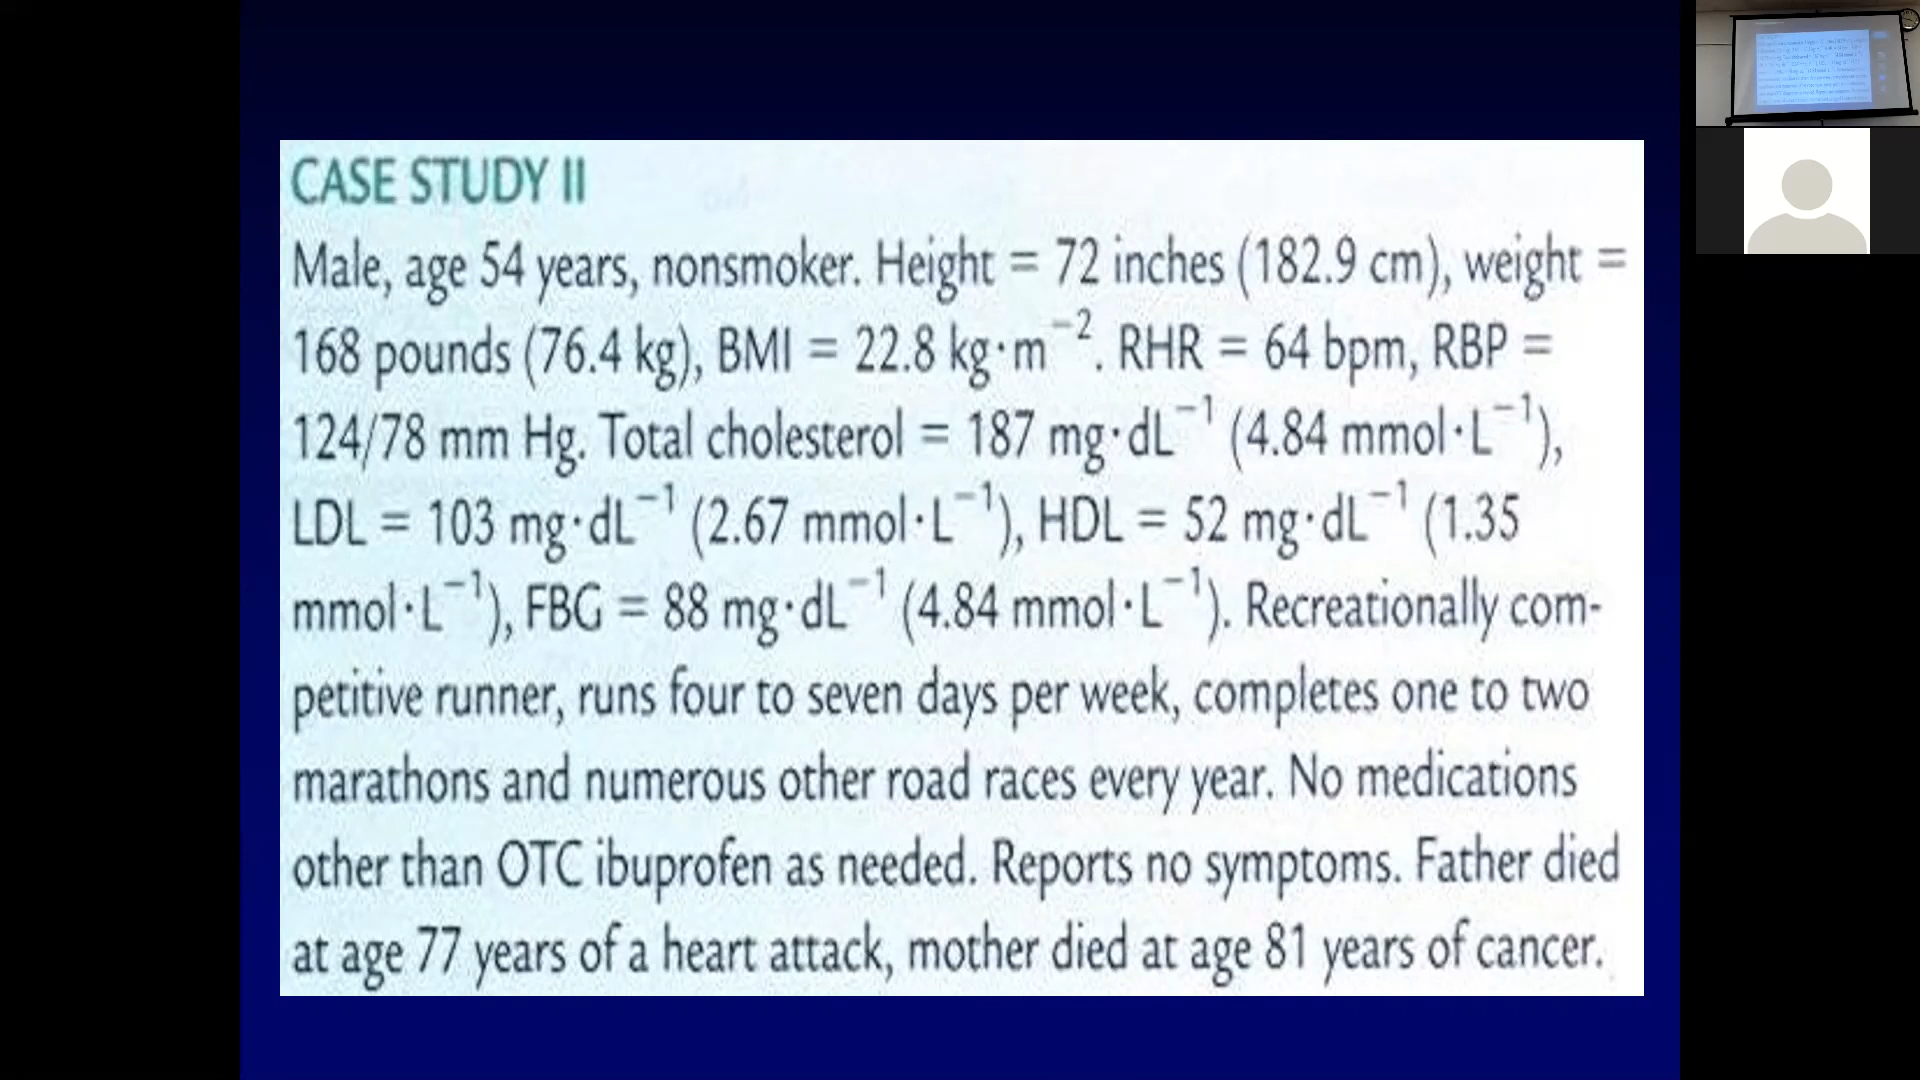 CASE STUDY II
Male, age 54 years, nonsmoker. Height = 72 inches (182.9 cm), weight =
168 pounds (76.4 kg), BMI = 22.8 kg·m⁻². RHR = 64 bpm, RBP =
124/78 mm Hg. Total cholesterol = 187 mg·dL⁻¹ (4.84 mmol·L⁻¹),
LDL = 103 mg·dL⁻¹ (2.67 mmol·L⁻¹), HDL = 52 mg·dL⁻¹ (1.35
mmol·L⁻¹), FBG = 88 mg·dL⁻¹ (4.84 mmol·L⁻¹). Recreationally com-
petitive runner, runs four to seven days per week, completes one to two
marathons and numerous other road races every year. No medications
other than OTC ibuprofen as needed. Reports no symptoms. Father died
at age 77 years of a heart attack, mother died at age 81 years of cancer.